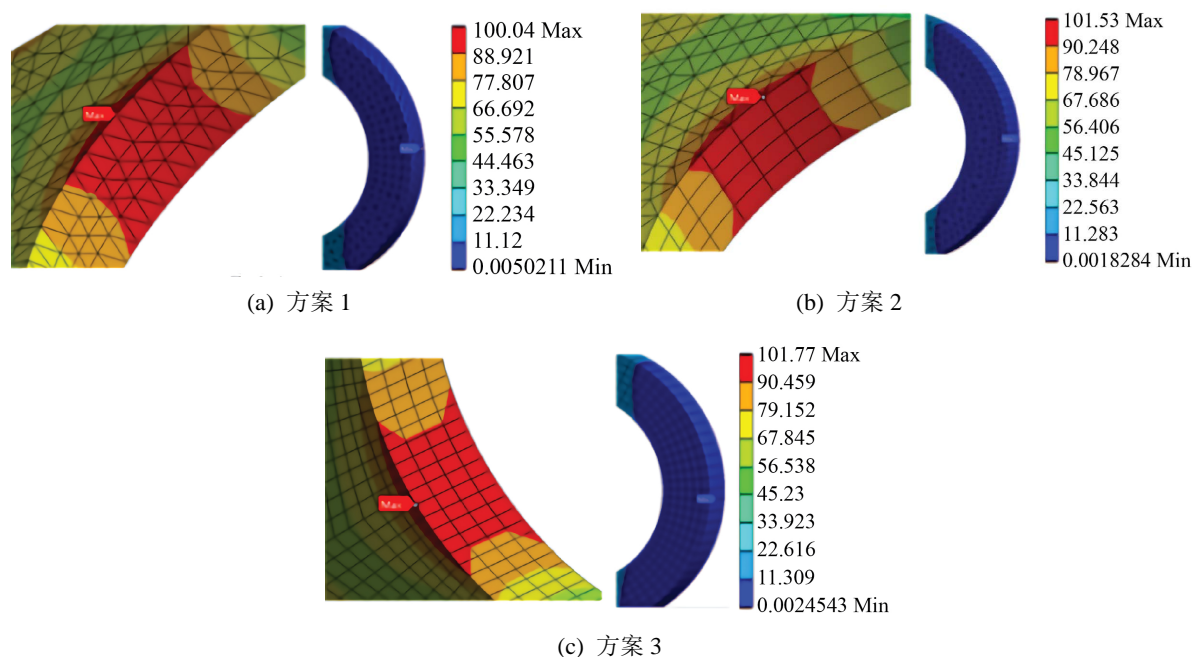 Max
100.04 Max
88.921
77.807
66.692
55.578
44.463
33.349
22.234
11.12
0.0050211 Min
(a) 方案 1
Max
101.53 Max
90.248
78.967
67.686
56.406
45.125
33.844
22.563
11.283
0.0018284 Min
(b) 方案 2
Max
101.77 Max
90.459
79.152
67.845
56.538
45.23
33.923
22.616
11.309
0.0024543 Min
(c) 方案 3